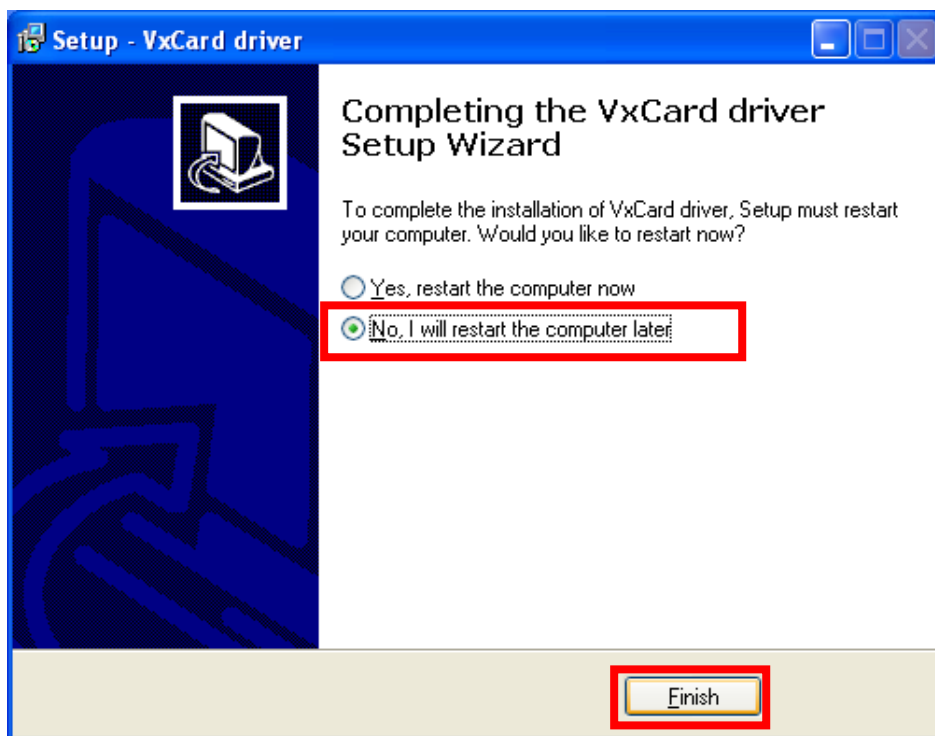 Setup - VxCard driver
Completing the VxCard driver
Setup Wizard
To complete the installation of VxCard driver, Setup must restart
your computer. Would you like to restart now?
Yes, restart the computer now
No, I will restart the computer later
Finish